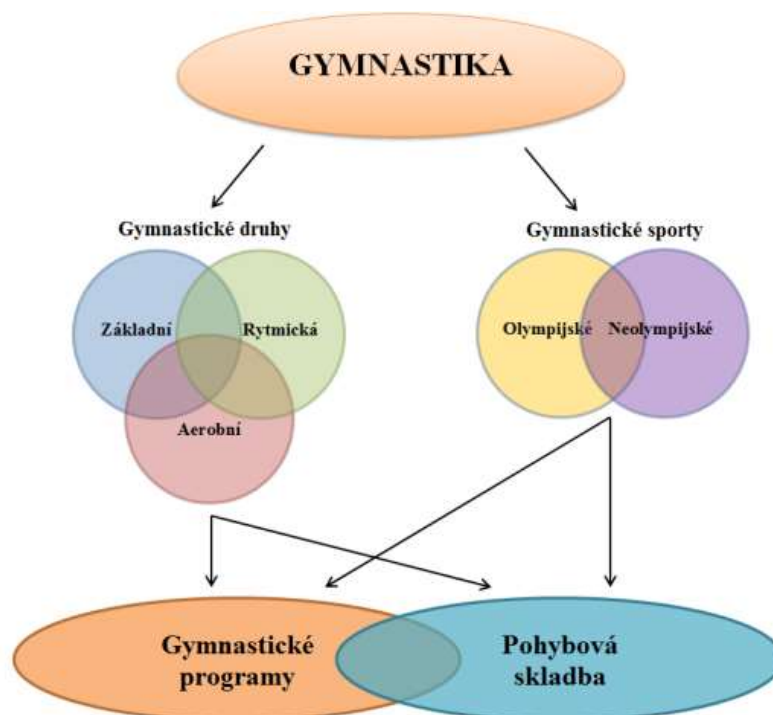 GYMNASTIKA
Gymnastické druhy
Gymnastické sporty
Základní
Rytmická
Aerobní
Olympijské
Neolympijské
Gymnastické
programy
Pohybová
skladba